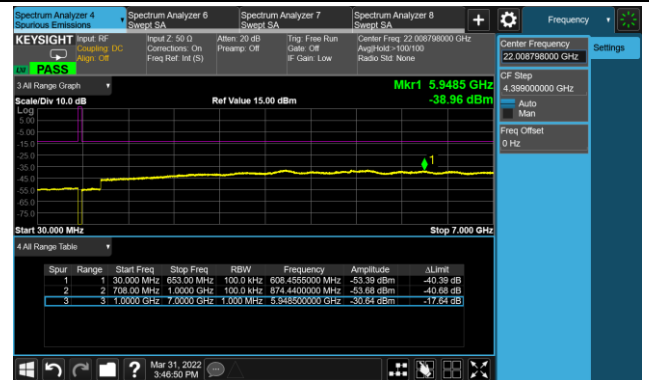 Spectrum Analyzer 4
Spurious Emissions
Spectrum Analyzer 6
Swept SA
Spectrum Analyzer 7
Swept SA
Spectrum Analyzer 8
Swept SA
+
Frequency
KEYSIGHT
Input: RF
Coupling: DC
Align: Off
Input Z: 50 Ω
Corrections: On
Freq Ref: Int (S)
Atten: 20 dB
Preamp: Off
Trig: Free Run
Gate: Off
IF Gain: Low
Center Freq: 22.008798000 GHz
Avg|Hold:>100/100
Radio Std: None
LXI PASS
Center Frequency
22.008798000 GHz
Settings
CF Step
4.399000000 GHz
Auto
Man
Freq Offset
0 Hz
3 All Range Graph
Mkr1 5.9485 GHz
-38.96 dBm
Scale/Div 10.0 dB
Ref Value 15.00 dBm
Log
5.00
-5.00
-15.0
-25.0
-35.0
-45.0
-55.0
-65.0
-75.0
1
Start 30.000 MHz
Stop 7.000 GHz
4 All Range Table
Spur Range Start Freq Stop Freq RBW Frequency Amplitude ΔLimit
1 1 30.000 MHz 653.00 MHz 100.0 kHz 608.4555000 MHz -53.39 dBm -40.39 dB
2 2 708.00 MHz 1.0000 GHz 100.0 kHz 874.4400000 MHz -53.68 dBm -40.68 dB
3 3 1.0000 GHz 7.0000 GHz 1.000 MHz 5.948500000 GHz -30.64 dBm -17.64 dB
?
Mar 31, 2022
3:46:50 PM